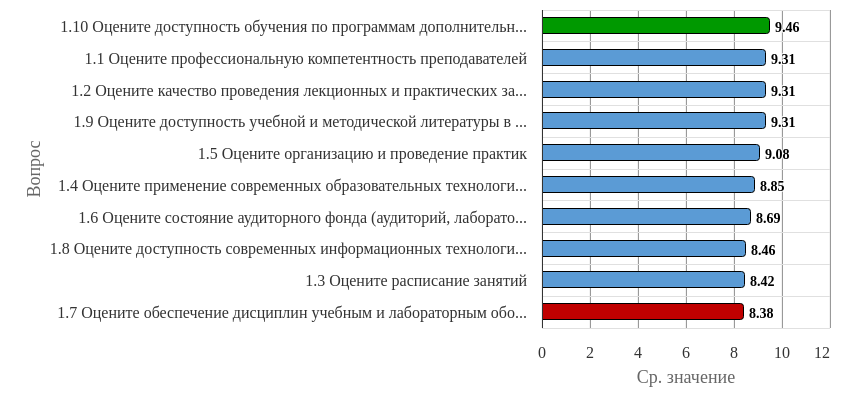 1.10 Оцените доступность обучения по программам дополнительн... 9.46
1.1 Оцените профессиональную компетентность преподавателей 9.31
1.2 Оцените качество проведения лекционных и практических за... 9.31
1.9 Оцените доступность учебной и методической литературы в ... 9.31
1.5 Оцените организацию и проведение практик 9.08
1.4 Оцените применение современных образовательных технологи... 8.85
1.6 Оцените состояние аудиторного фонда (аудиторий, лаборато... 8.69
1.8 Оцените доступность современных информационных технологи... 8.46
1.3 Оцените расписание занятий 8.42
1.7 Оцените обеспечение дисциплин учебным и лабораторным обо... 8.38
Вопрос
0 2 4 6 8 10 12
Ср. значение